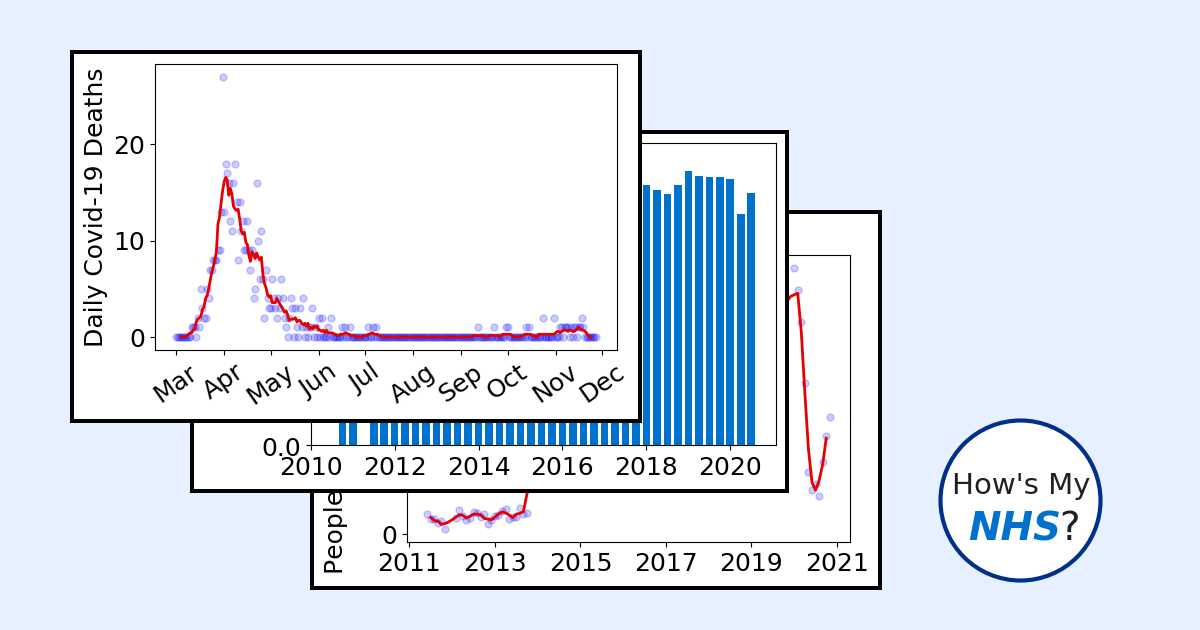 Daily Covid-19 Deaths
20
10
0
Mar Apr May Jun Jul Aug Sep Oct Nov Dec
0.0
2010 2012 2014 2016 2018 2020
People
0
2011 2013 2015 2017 2019 2021
How's My
NHS?